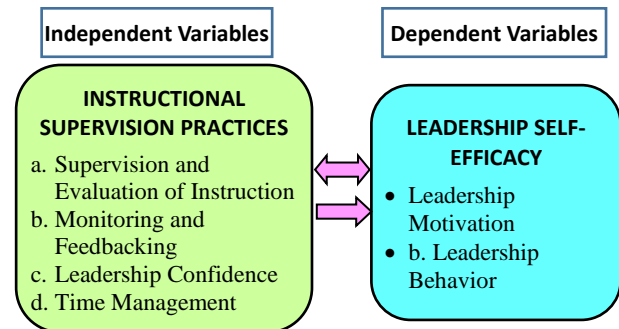 Independent Variables
Dependent Variables
INSTRUCTIONAL
SUPERVISION PRACTICES
a. Supervision and
Evaluation of Instruction
b. Monitoring and
Feedbacking
c. Leadership Confidence
d. Time Management
LEADERSHIP SELF-
EFFICACY
• Leadership
Motivation
• b. Leadership
Behavior